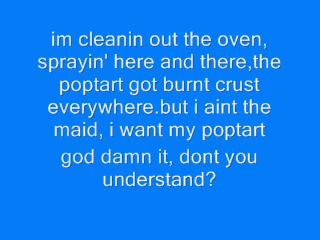 im cleanin out the oven,
sprayin' here and there,the
poptart got burnt crust
everywhere.but i aint the
maid, i want my poptart
god damn it, dont you
understand?